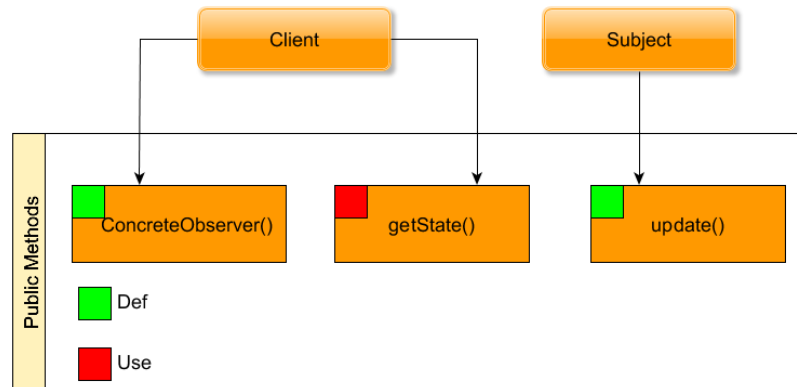 Client
Subject
Public Methods
ConcreteObserver()
getState()
update()
Def
Use